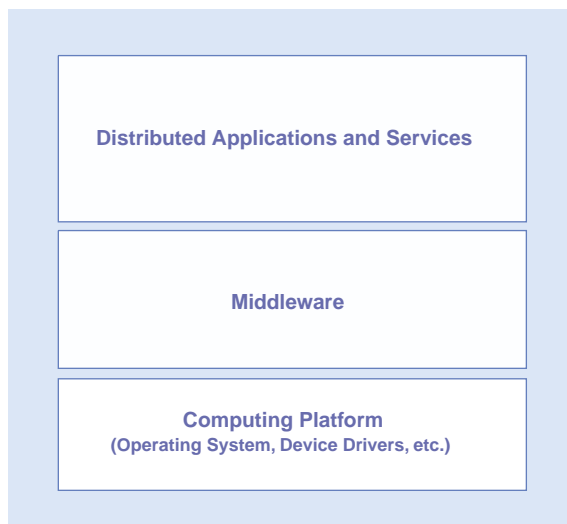 Distributed Applications and Services
Middleware
Computing Platform
(Operating System, Device Drivers, etc.)